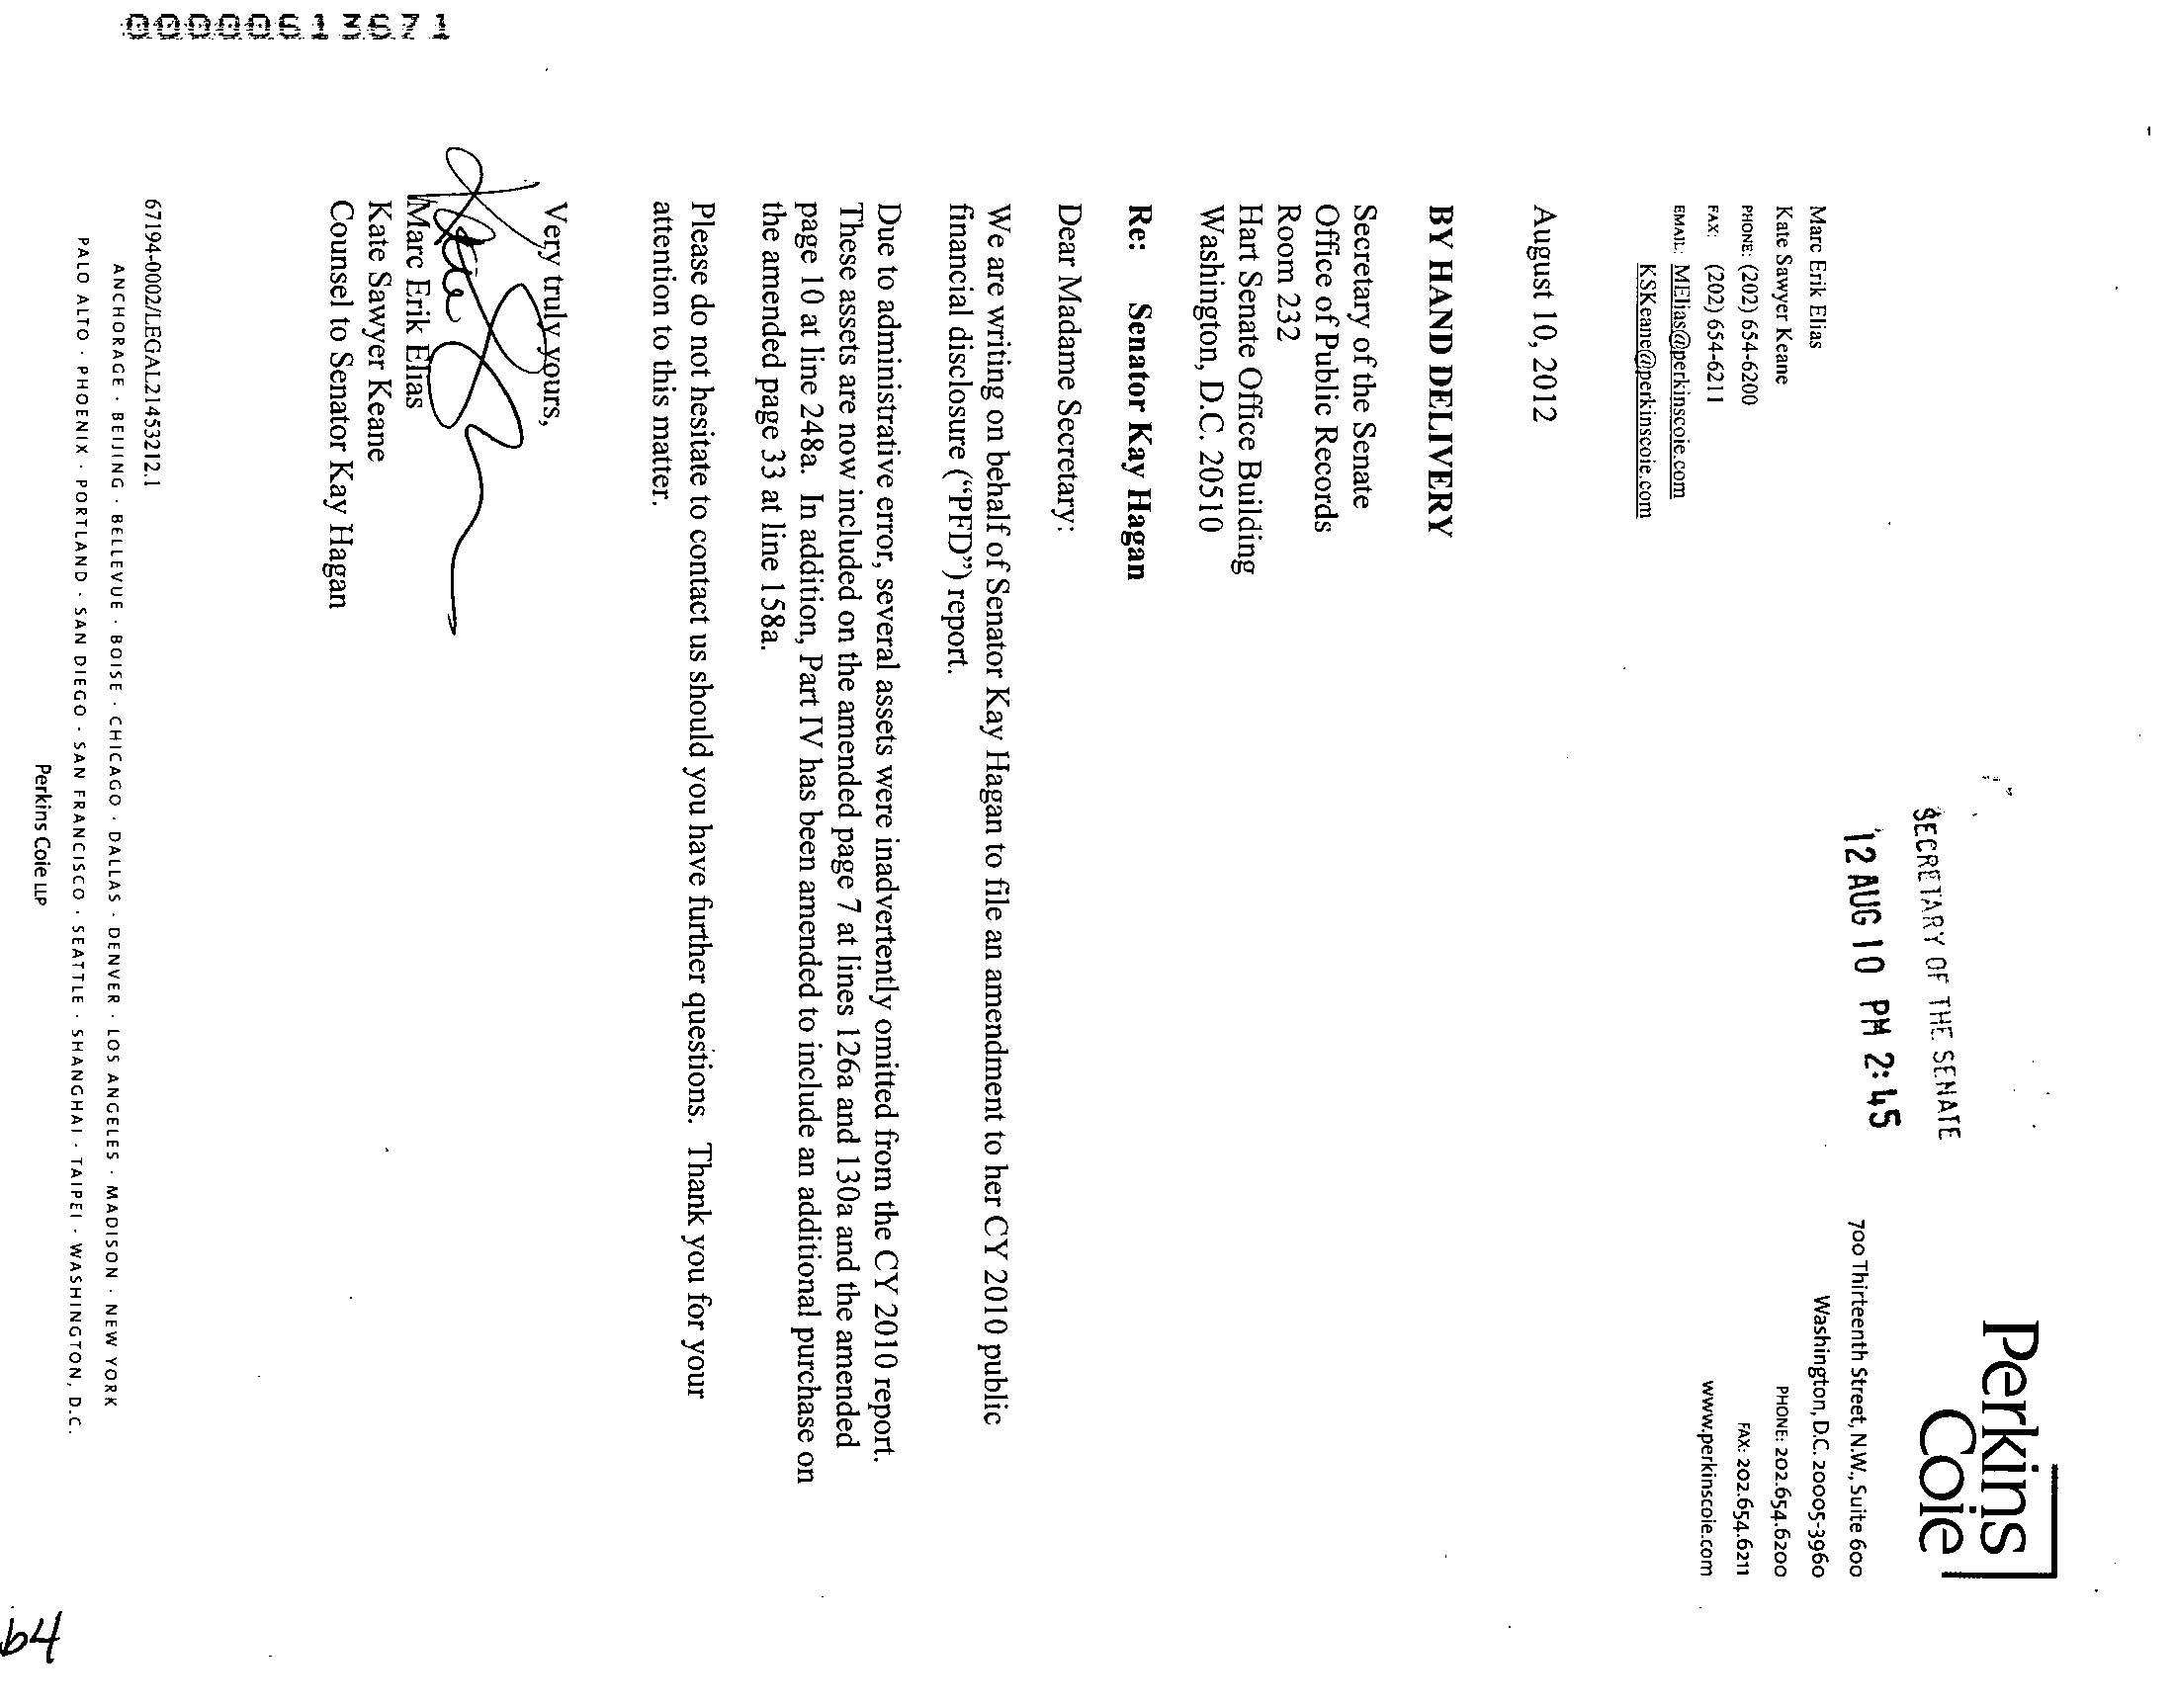 Perkins
Coie
SECRETARY OF THE SENATE
12 AUG 10 PM 2:45
700 Thirteenth Street, N.W., Suite 600
Washington, D.C. 20005-3960
PHONE: 202.654.6200
FAX: 202.654.6211
www.perkinscoie.com
Marc Erik Elias
Kate Sawyer Keane
PHONE: (202) 654-6200
FAX: (202) 654-6211
EMAIL: MElias@perkinscoie.com
KSKeane@perkinscoie.com
August 10, 2012
BY HAND DELIVERY
Secretary of the Senate
Office of Public Records
Room 232
Hart Senate Office Building
Washington, D.C. 20510
Re: Senator Kay Hagan
Dear Madame Secretary:
We are writing on behalf of Senator Kay Hagan to file an amendment to her CY 2010 public
financial disclosure ("PFD") report.
Due to administrative error, several assets were inadvertently omitted from the CY 2010 report.
These assets are now included on the amended page 7 at lines 126a and 130a and the amended
page 10 at line 248a. In addition, Part IV has been amended to include an additional purchase on
the amended page 33 at line 158a.
Please do not hesitate to contact us should you have further questions. Thank you for your
attention to this matter.
Very truly yours,
Marc Erik Elias
Kate Sawyer Keane
Counsel to Senator Kay Hagan
67194-0002/LEGAL21453212.1
ANCHORAGE · BEIJING · BELLEVUE · BOISE · CHICAGO · DALLAS · DENVER · LOS ANGELES · MADISON · NEW YORK
PALO ALTO · PHOENIX · PORTLAND · SAN DIEGO · SAN FRANCISCO · SEATTLE · SHANGHAI · TAIPEI · WASHINGTON, D.C.
Perkins Coie LLP
00000613671
b4